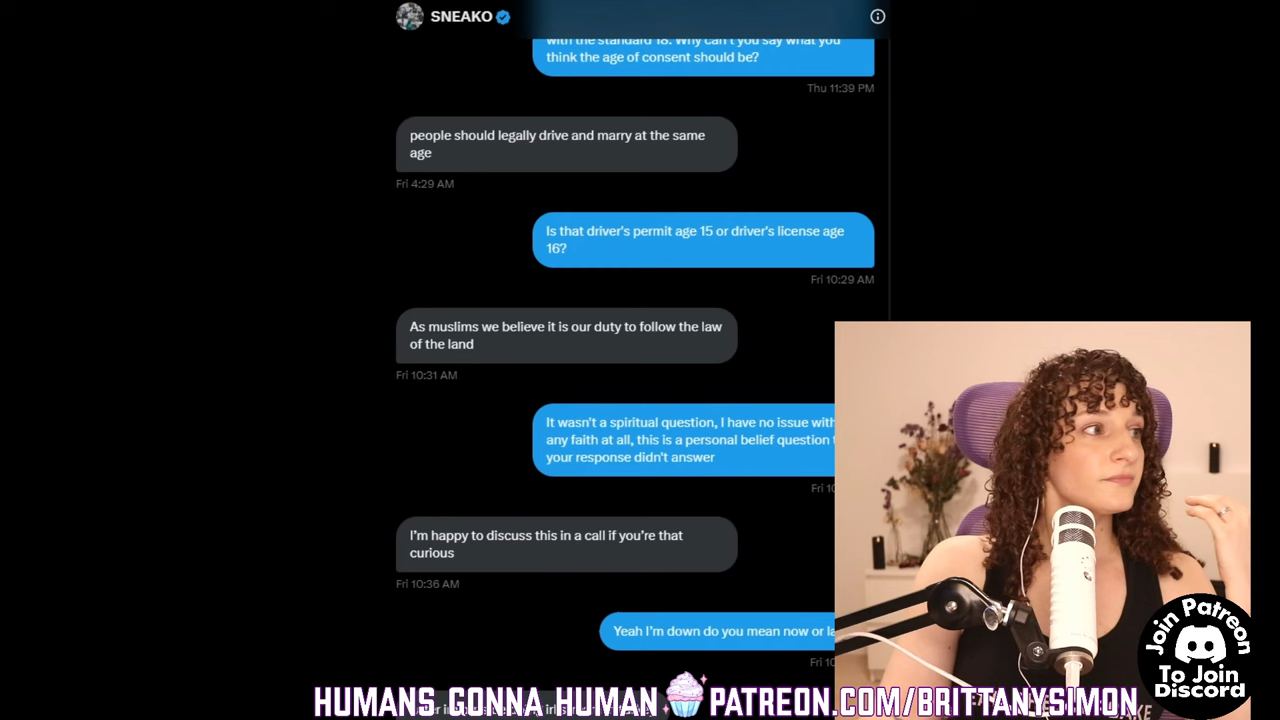 SNEAKO
with the standard 18. Why can't you say what you
think the age of consent should be?
Thu 11:39 PM
people should legally drive and marry at the same
age
Fri 4:29 AM
Is that driver's permit age 15 or driver's license age
16?
Fri 10:29 AM
As muslims we believe it is our duty to follow the law
of the land
Fri 10:31 AM
It wasn't a spiritual question, I have no issue with
any faith at all, this is a personal belief question
your response didn't answer
Fri 10
I'm happy to discuss this in a call if you're that
curious
Fri 10:36 AM
Yeah I'm down do you mean now or
Fri 10
Join Patreon
To Join
Discord
HUMANS GONNA HUMAN PATREON.COM/BRITTANYSIMON